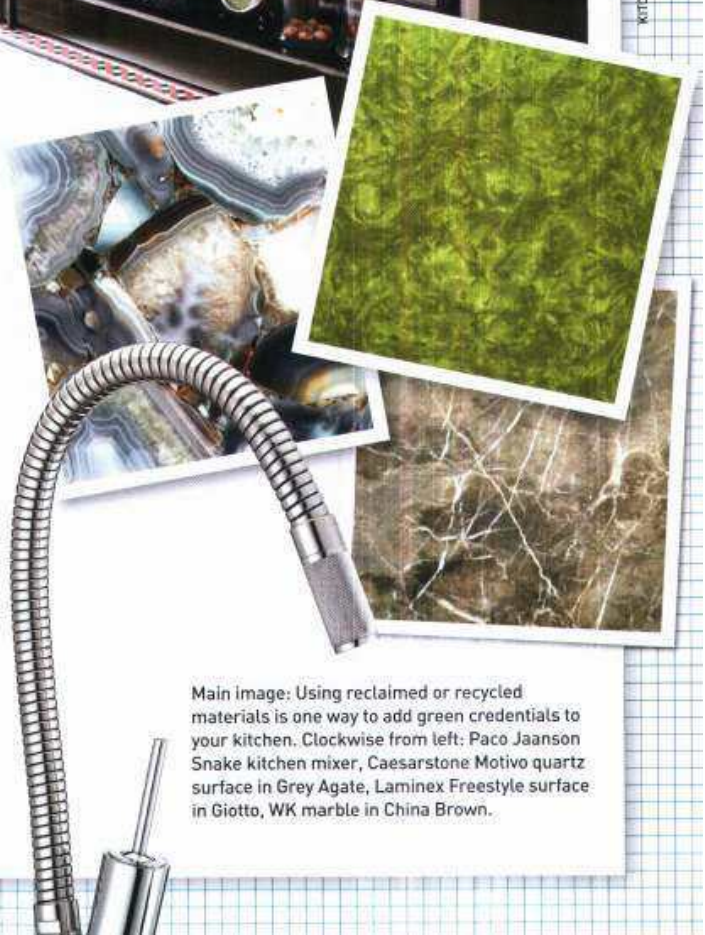 Main image: Using reclaimed or recycled
materials is one way to add green credentials to
your kitchen. Clockwise from left: Paco Jaanson
Snake kitchen mixer, Caesarstone Motivo quartz
surface in Grey Agate, Laminex Freestyle surface
in Giotto, WK marble in China Brown.